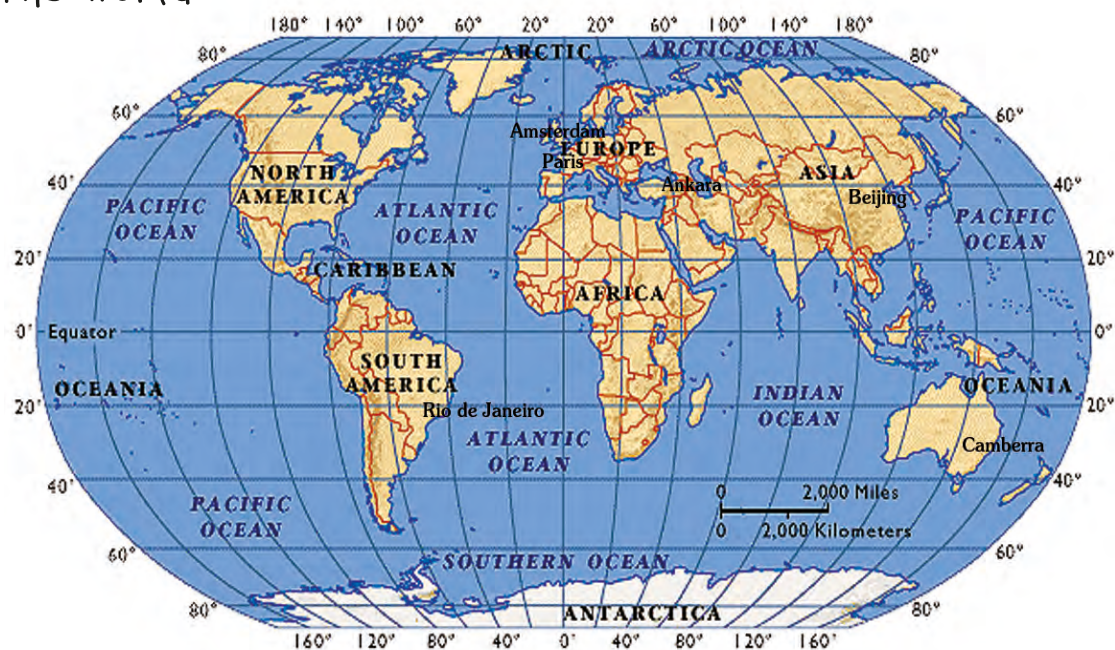 The World
180° 140° 100° 60° 20° 0° 20° 60° 100° 140° 180°
ARCTIC
ARCTIC OCEAN
80° 80°
60° 60°
Amsterdam
EUROPE
Paris
NORTH
AMERICA
ASIA
40° Ankara 40°
Beijing
PACIFIC
OCEAN
ATLANTIC
OCEAN
PACIFIC
OCEAN
20° 20°
CARIBBEAN
AFRICA
0° Equator 0°
SOUTH
AMERICA
OCEANIA
INDIAN
OCEAN
OCEANIA
20° Rio de Janeiro 20°
ATLANTIC
OCEAN
Camberra
40° 40°
PACIFIC
OCEAN
0 2,000 Miles
0 2,000 Kilometers
60° 60°
SOUTHERN OCEAN
80° 80°
ANTARCTICA
160° 120° 80° 40° 0° 40° 80° 120° 160°